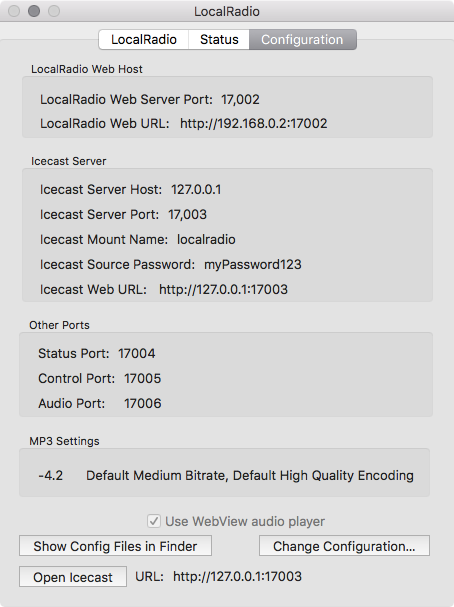 LocalRadio
LocalRadio Status Configuration
LocalRadio Web Host
LocalRadio Web Server Port: 17,002
LocalRadio Web URL: http://192.168.0.2:17002
Icecast Server
Icecast Server Host: 127.0.0.1
Icecast Server Port: 17,003
Icecast Mount Name: localradio
Icecast Source Password: myPassword123
Icecast Web URL: http://127.0.0.1:17003
Other Ports
Status Port: 17004
Control Port: 17005
Audio Port: 17006
MP3 Settings
-4.2 Default Medium Bitrate, Default High Quality Encoding
Use WebView audio player
Show Config Files in Finder Change Configuration...
Open Icecast URL: http://127.0.0.1:17003